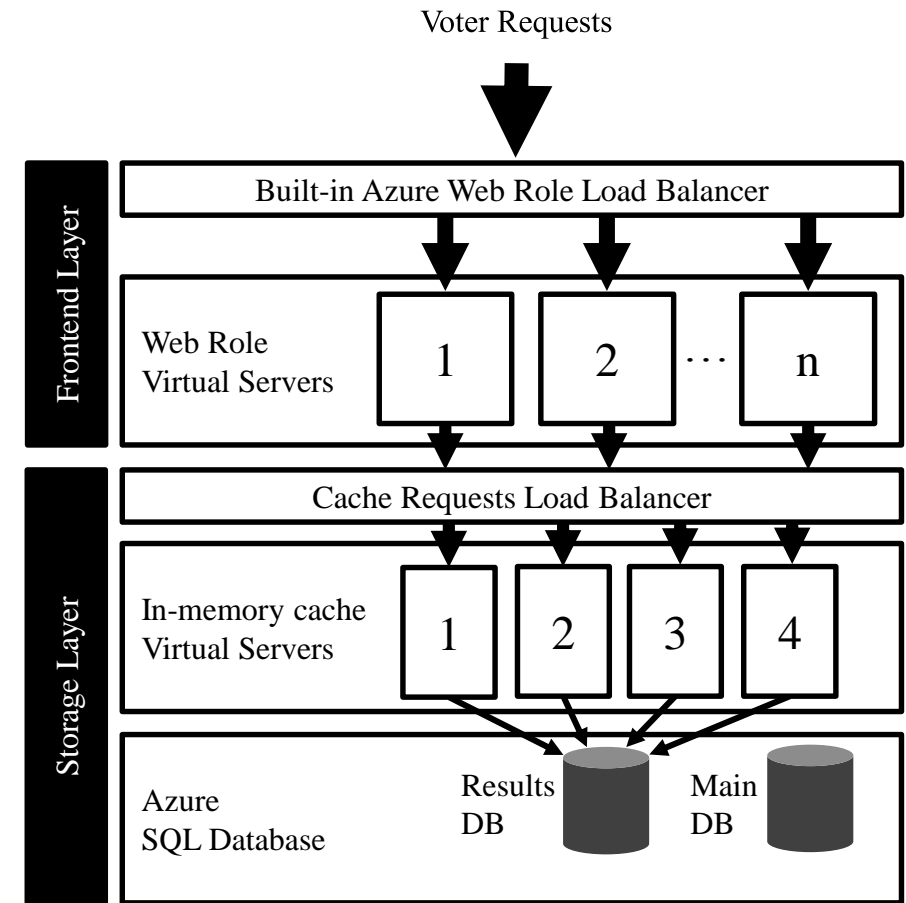 Voter Requests
Frontend Layer
Built-in Azure Web Role Load Balancer
Web Role
Virtual Servers
1
2
...
n
Storage Layer
Cache Requests Load Balancer
In-memory cache
Virtual Servers
1
2
3
4
Azure
SQL Database
Results
DB
Main
DB